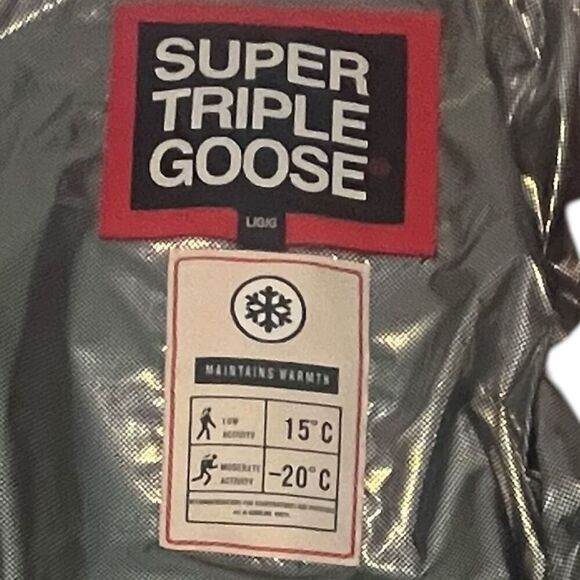 SUPER
TRIPLE
GOOSE
L/G/G
MAINTAINS WARMTH
LOW
ACTIVITY
15°C
MODERATE
ACTIVITY
-20°C